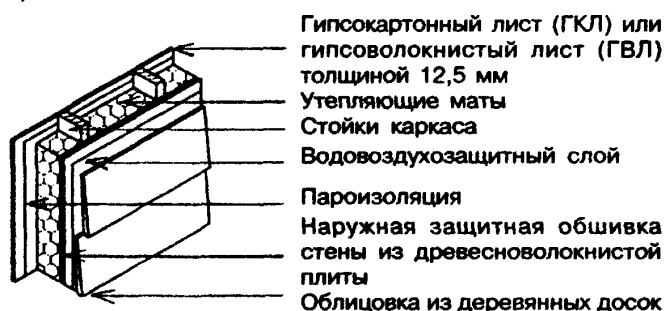 Гипсокартонный лист (ГКЛ) или
гипсоволокнистый лист (ГВЛ)
толщиной 12,5 мм
Утепляющие маты
Стойки каркаса
Водовоздухозащитный слой
Пароизоляция
Наружная защитная обшивка
стены из древесноволокнистой
плиты
Облицовка из деревянных досок